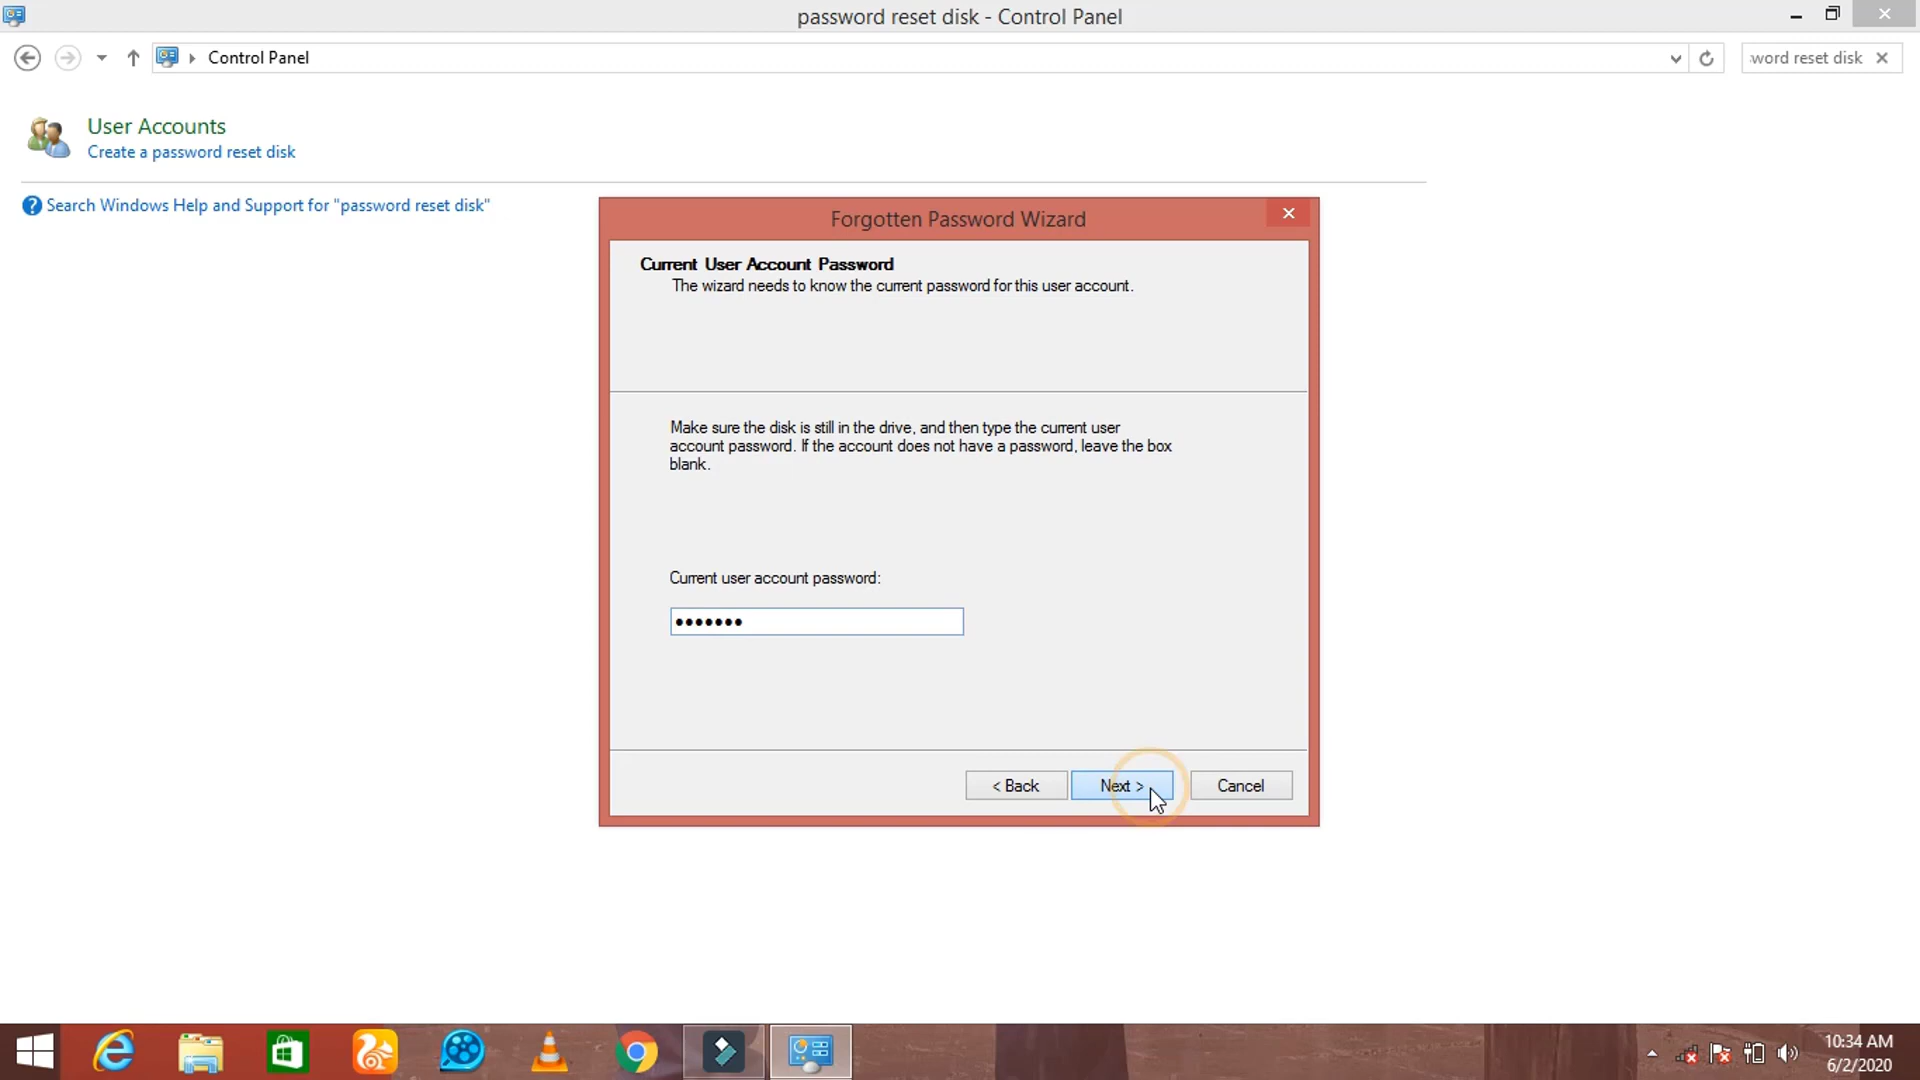 password reset disk - Control Panel
Control Panel
word reset disk
User Accounts
Create a password reset disk
Search Windows Help and Support for "password reset disk"
Forgotten Password Wizard
Current User Account Password
The wizard needs to know the current password for this user account.
Make sure the disk is still in the drive, and then type the current user
account password. If the account does not have a password, leave the box
blank.
Current user account password:
•••••••
< Back
Next >
Cancel
10:34 AM
6/2/2020